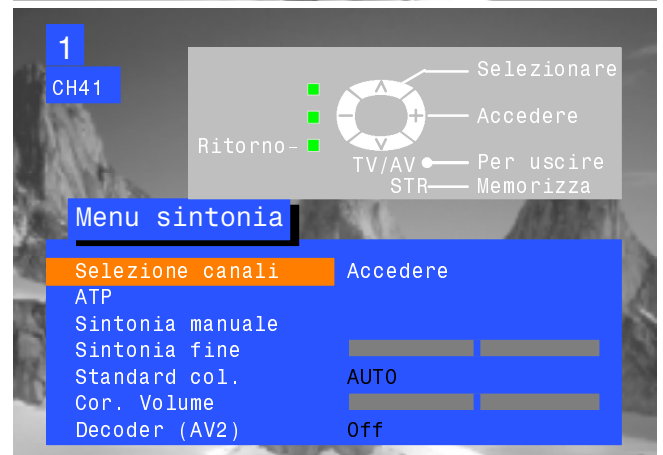 1
CH41
Selezionare
Accedere
Ritorno
TV/AV Per uscire
STR Memorizza
Menu sintonia
Selezione canali Accedere
ATP
Sintonia manuale
Sintonia fine
Standard col. AUTO
Cor. Volume
Decoder (AV2) Off